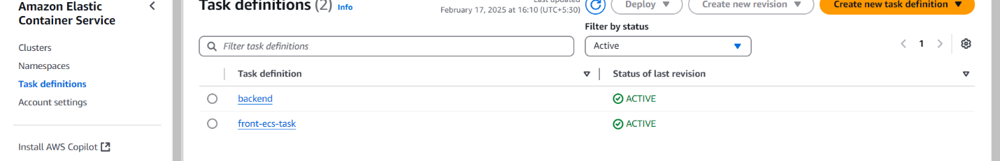 Amazon Elastic
Container Service
Clusters
Namespaces
Task definitions
Account settings
Install AWS Copilot
Task definitions (2) Info
Last updated
February 17, 2025 at 16:10 (UTC+5:30)
Deploy
Create new revision
Create new task definition
Filter by status
Filter task definitions
Active
1
Task definition
Status of last revision
backend
ACTIVE
front-ecs-task
ACTIVE